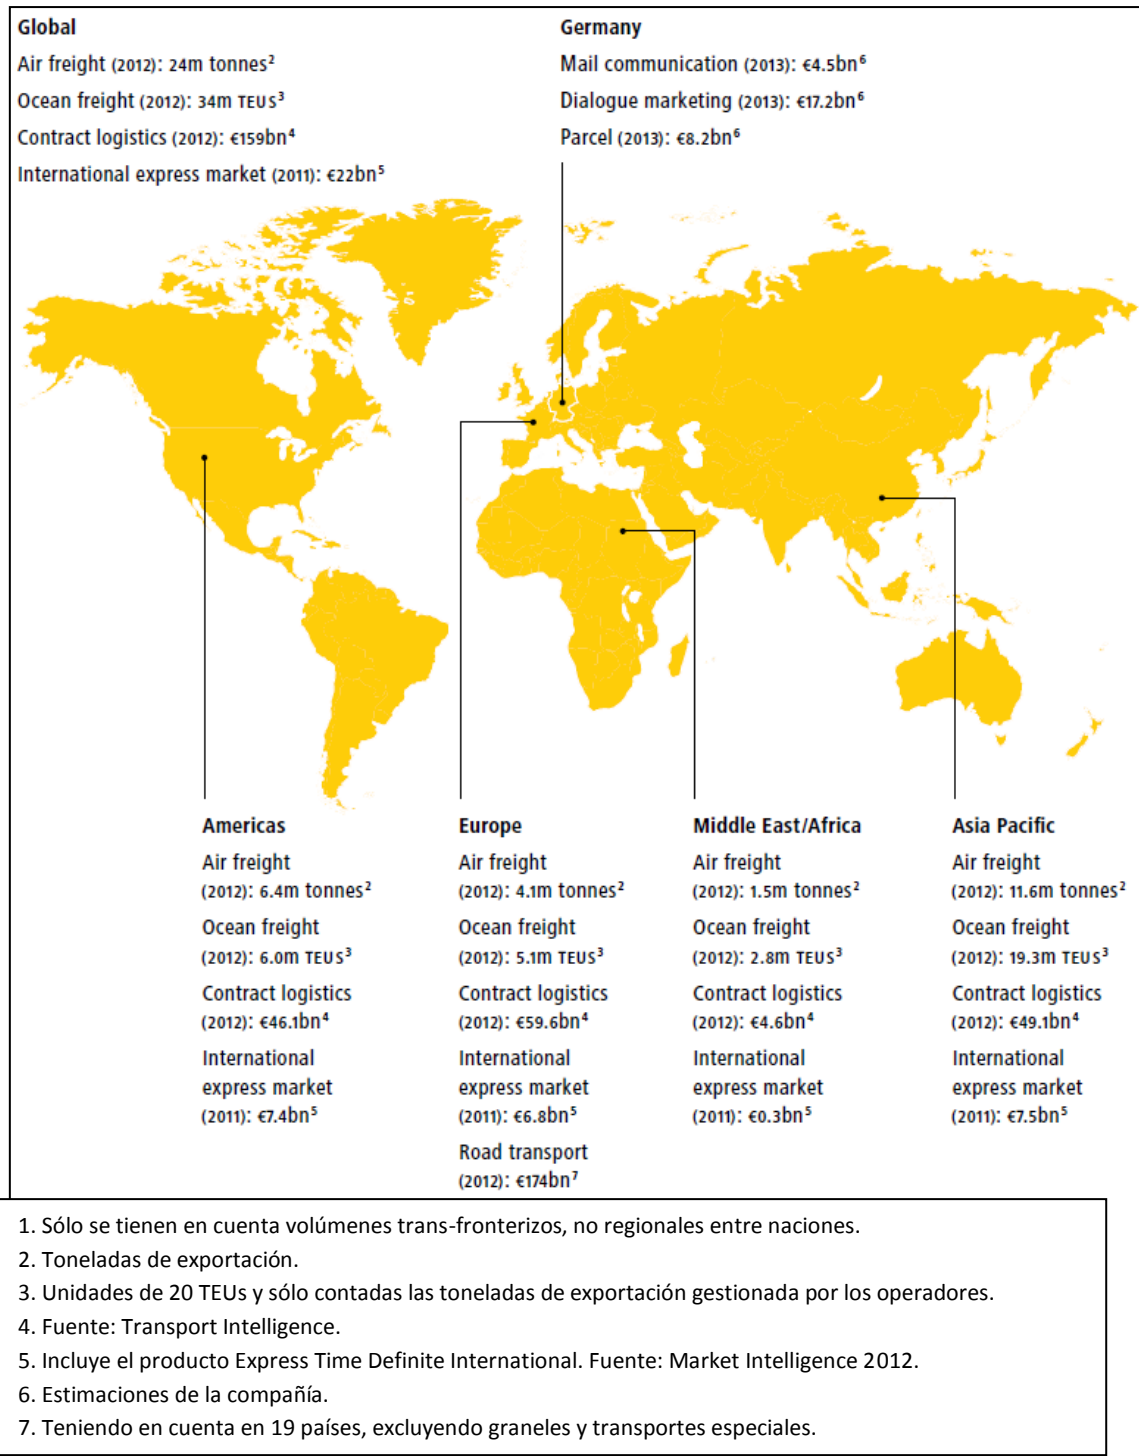 Global
Air freight (2012): 24m tonnes²
Ocean freight (2012): 34m TEUs³
Contract logistics (2012): €159bn⁴
International express market (2011): €22bn⁵
Germany
Mail communication (2013): €4.5bn⁶
Dialogue marketing (2013): €17.2bn⁶
Parcel (2013): €8.2bn⁶
Americas
Air freight
(2012): 6.4m tonnes²
Ocean freight
(2012): 6.0m TEUs³
Contract logistics
(2012): €46.1bn⁴
International
express market
(2011): €7.4bn⁵
Europe
Air freight
(2012): 4.1m tonnes²
Ocean freight
(2012): 5.1m TEUs³
Contract logistics
(2012): €59.6bn⁴
International
express market
(2011): €6.8bn⁵
Road transport
(2012): €174bn⁷
Middle East/Africa
Air freight
(2012): 1.5m tonnes²
Ocean freight
(2012): 2.8m TEUs³
Contract logistics
(2012): €4.6bn⁴
International
express market
(2011): €0.3bn⁵
Asia Pacific
Air freight
(2012): 11.6m tonnes²
Ocean freight
(2012): 19.3m TEUs³
Contract logistics
(2012): €49.1bn⁴
International
express market
(2011): €7.5bn⁵
1. Sólo se tienen en cuenta volúmenes trans-fronterizos, no regionales entre naciones.
2. Toneladas de exportación.
3. Unidades de 20 TEUs y sólo contadas las toneladas de exportación gestionada por los operadores.
4. Fuente: Transport Intelligence.
5. Incluye el producto Express Time Definite International. Fuente: Market Intelligence 2012.
6. Estimaciones de la compañía.
7. Teniendo en cuenta en 19 países, excluyendo graneles y transportes especiales.